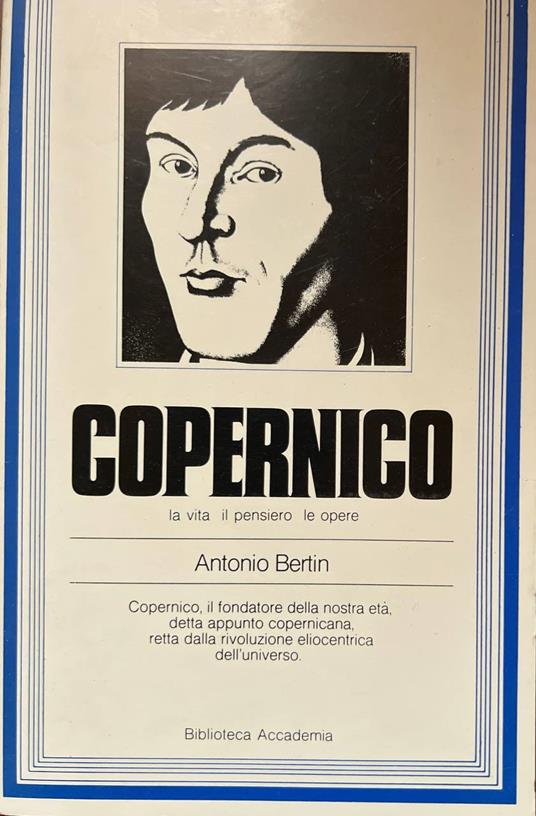 COPERNICO
la vita il pensiero le opere
Antonio Bertin
Copernico, il fondatore della nostra età,
detta appunto copernicana,
retta dalla rivoluzione eliocentrica
dell'universo.
Biblioteca Accademia